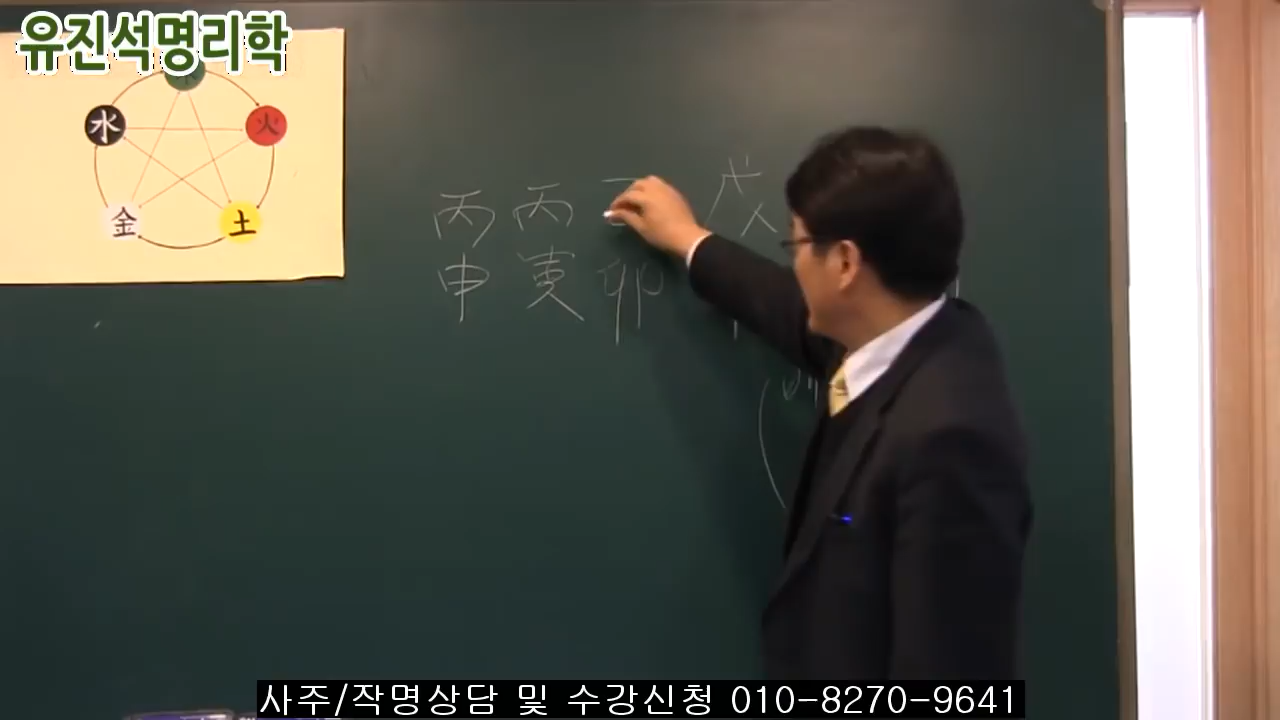 유진석명리학
水 火
金 土
丙 丙 戊
申 寅 卯
사주/작명상담 및 수강신청 010-8270-9641